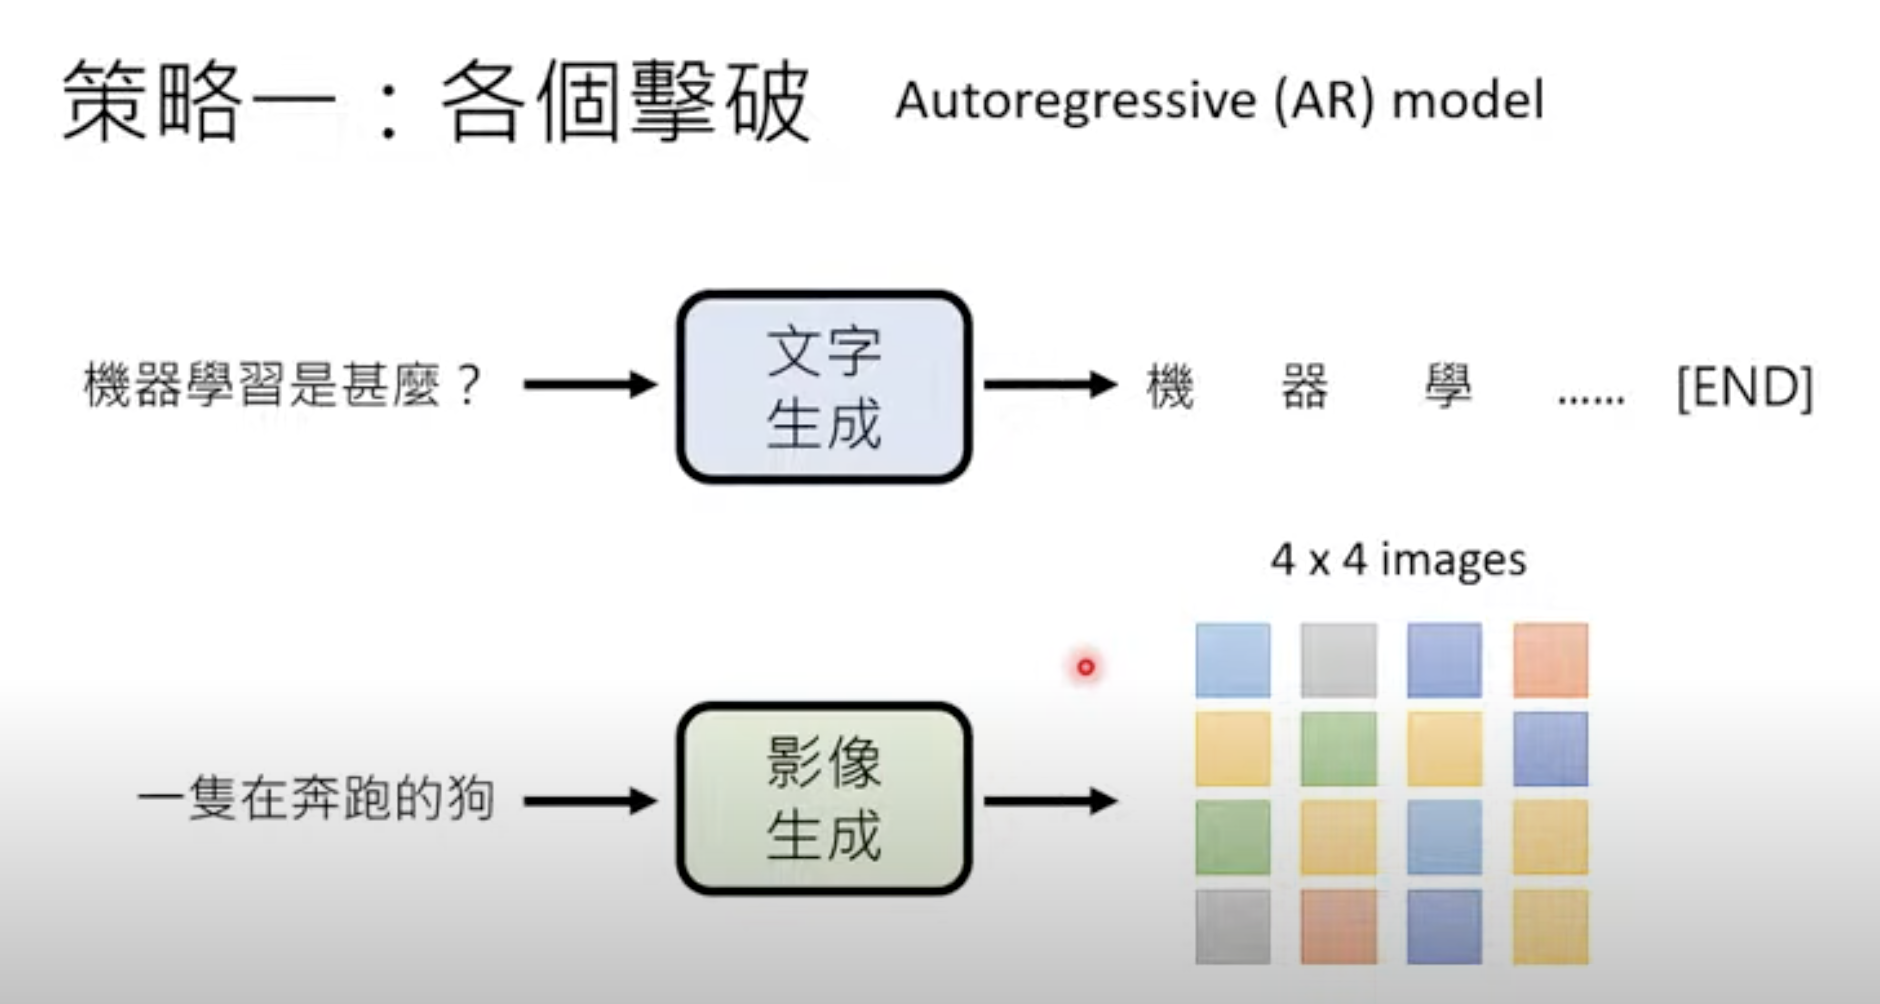 策略一：各個擊破 Autoregressive (AR) model
機器學習是甚麼？
文字
生成
機 器 學 …… [END]
4 x 4 images
一隻在奔跑的狗
影像
生成